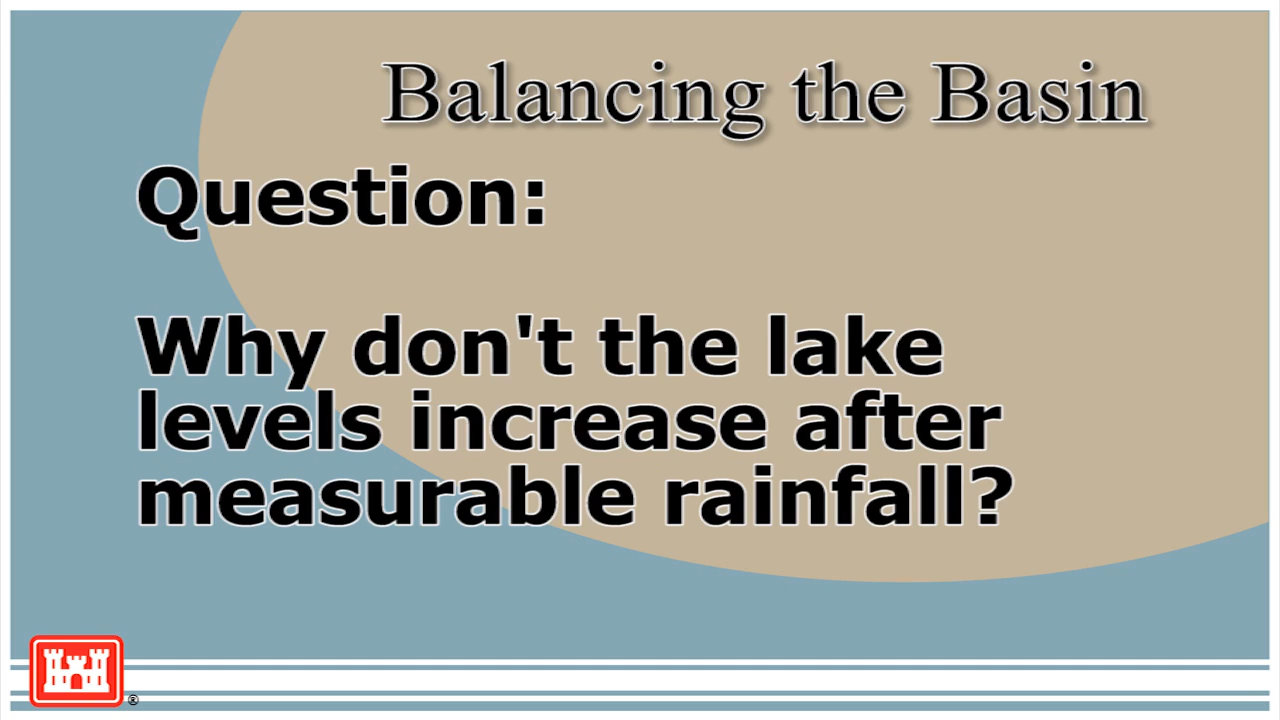 Balancing the Basin
Question:
Why don't the lake
levels increase after
measurable rainfall?
®